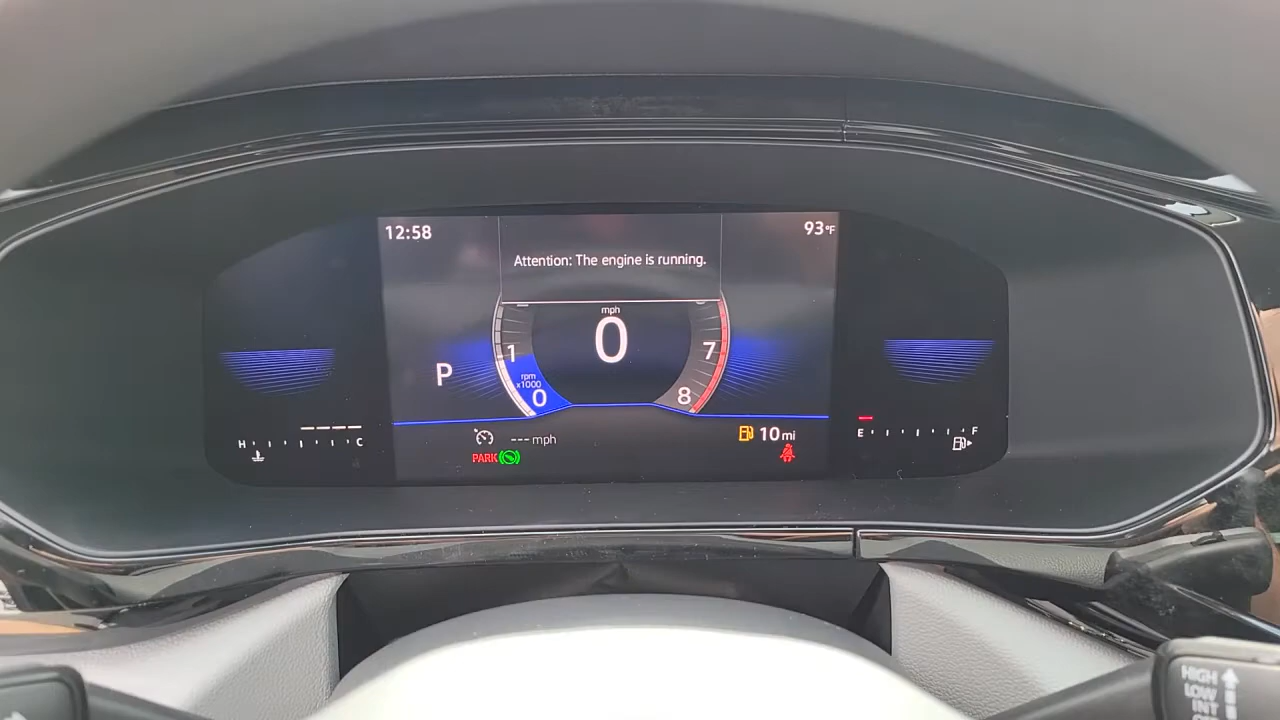 12:58
93°F
Attention: The engine is running.
mph
0
1
7
P
rpm
x1000
0
8
--- mph
10 mi
PARK
H
C
E
F
HIGH
LOW
INT